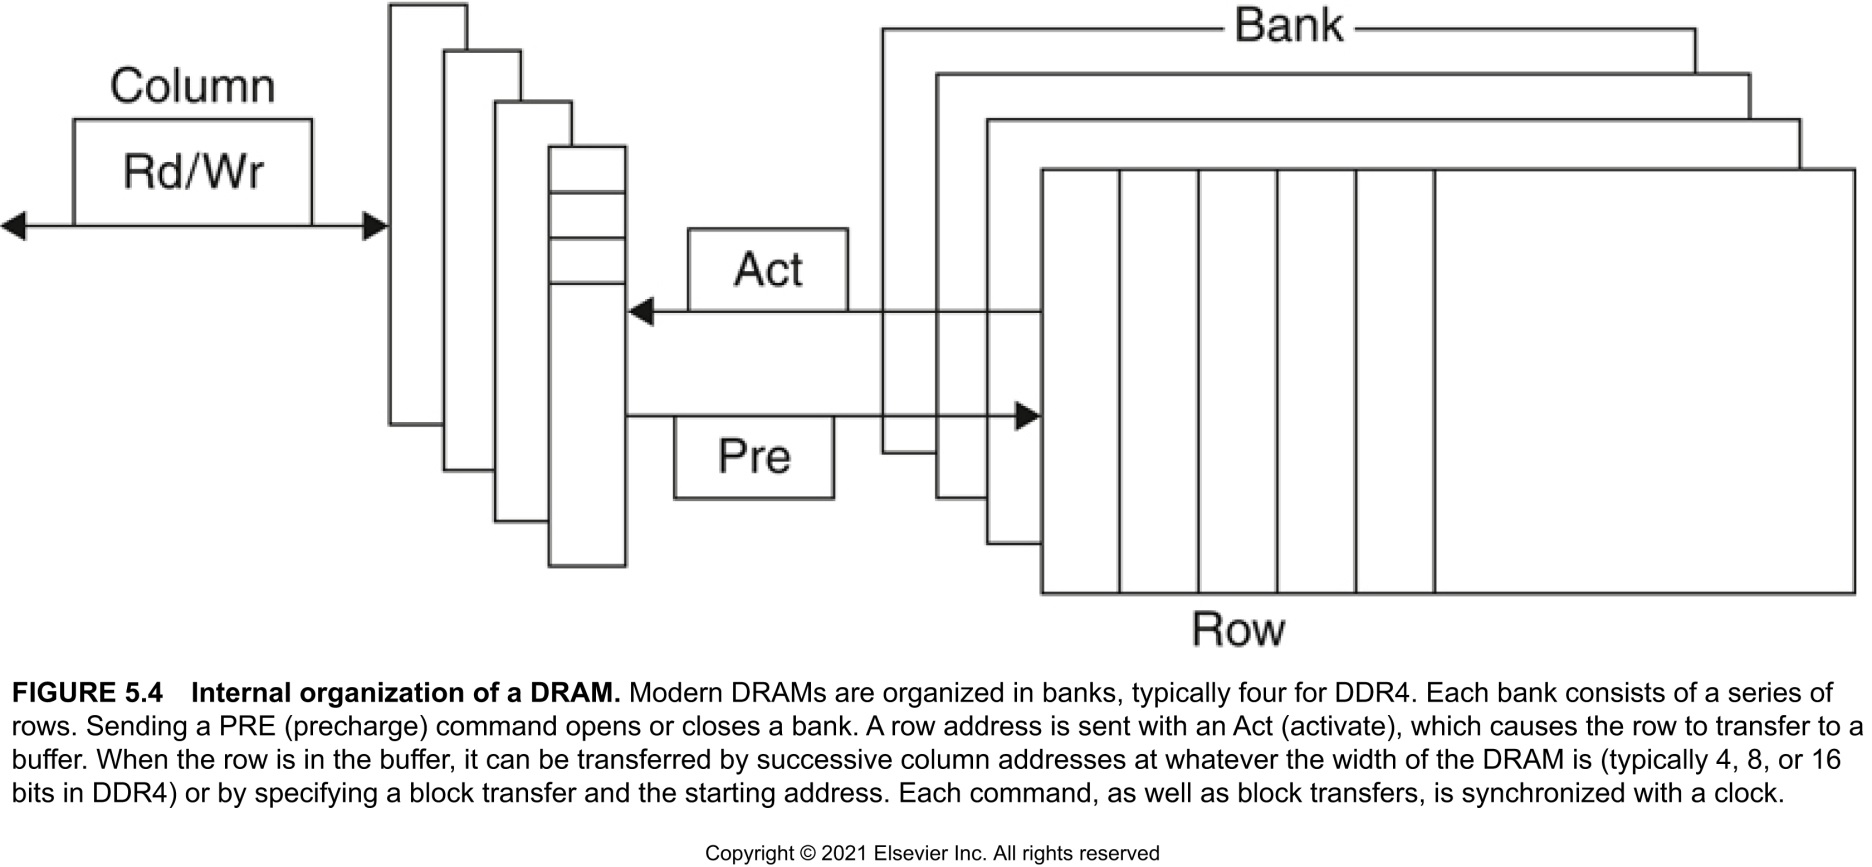 Bank
Column
Rd/Wr
Act
Pre
Row
FIGURE 5.4 Internal organization of a DRAM. Modern DRAMs are organized in banks, typically four for DDR4. Each bank consists of a series of
rows. Sending a PRE (precharge) command opens or closes a bank. A row address is sent with an Act (activate), which causes the row to transfer to a
buffer. When the row is in the buffer, it can be transferred by successive column addresses at whatever the width of the DRAM is (typically 4, 8, or 16
bits in DDR4) or by specifying a block transfer and the starting address. Each command, as well as block transfers, is synchronized with a clock.
Copyright © 2021 Elsevier Inc. All rights reserved